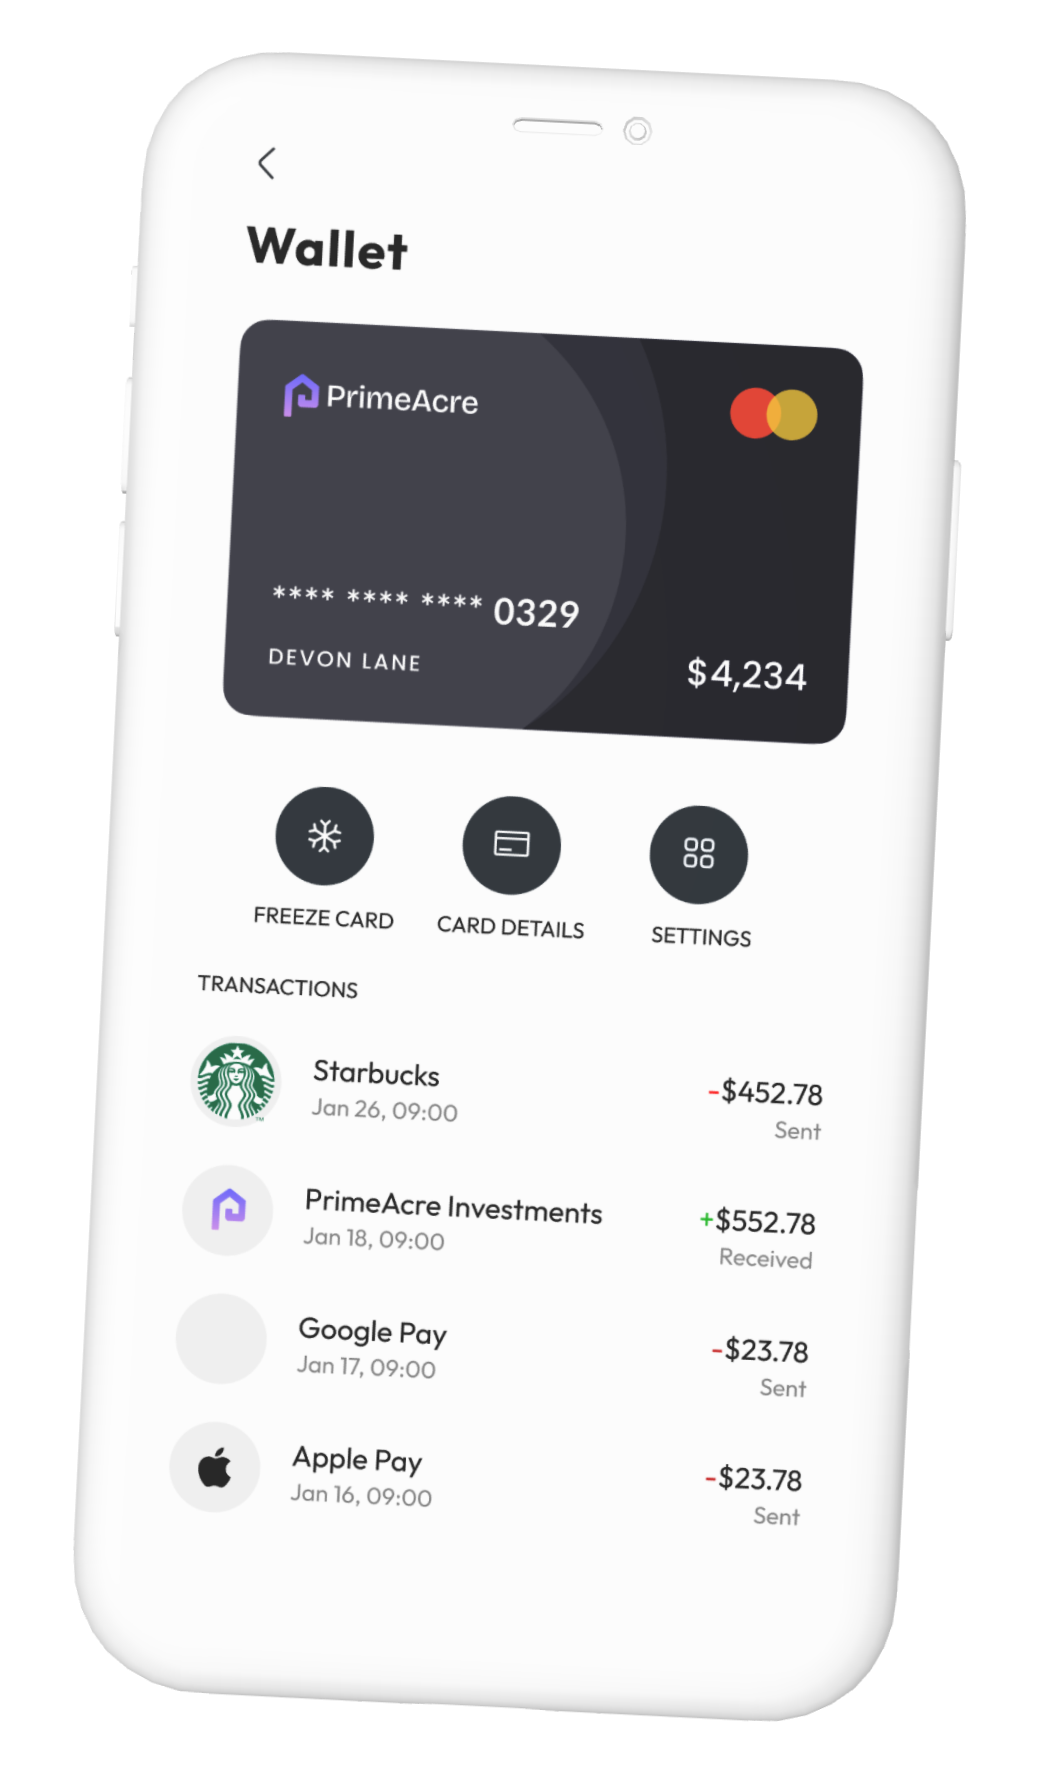 Wallet
PrimeAcre
**** **** **** 0329
DEVON LANE
$4,234
FREEZE CARD
CARD DETAILS
SETTINGS
TRANSACTIONS
Starbucks
Jan 26, 09:00
-$452.78
Sent
TM
PrimeAcre Investments
Jan 18, 09:00
+$552.78
Received
Google Pay
Jan 17, 09:00
-$23.78
Sent
Apple Pay
Jan 16, 09:00
-$23.78
Sent